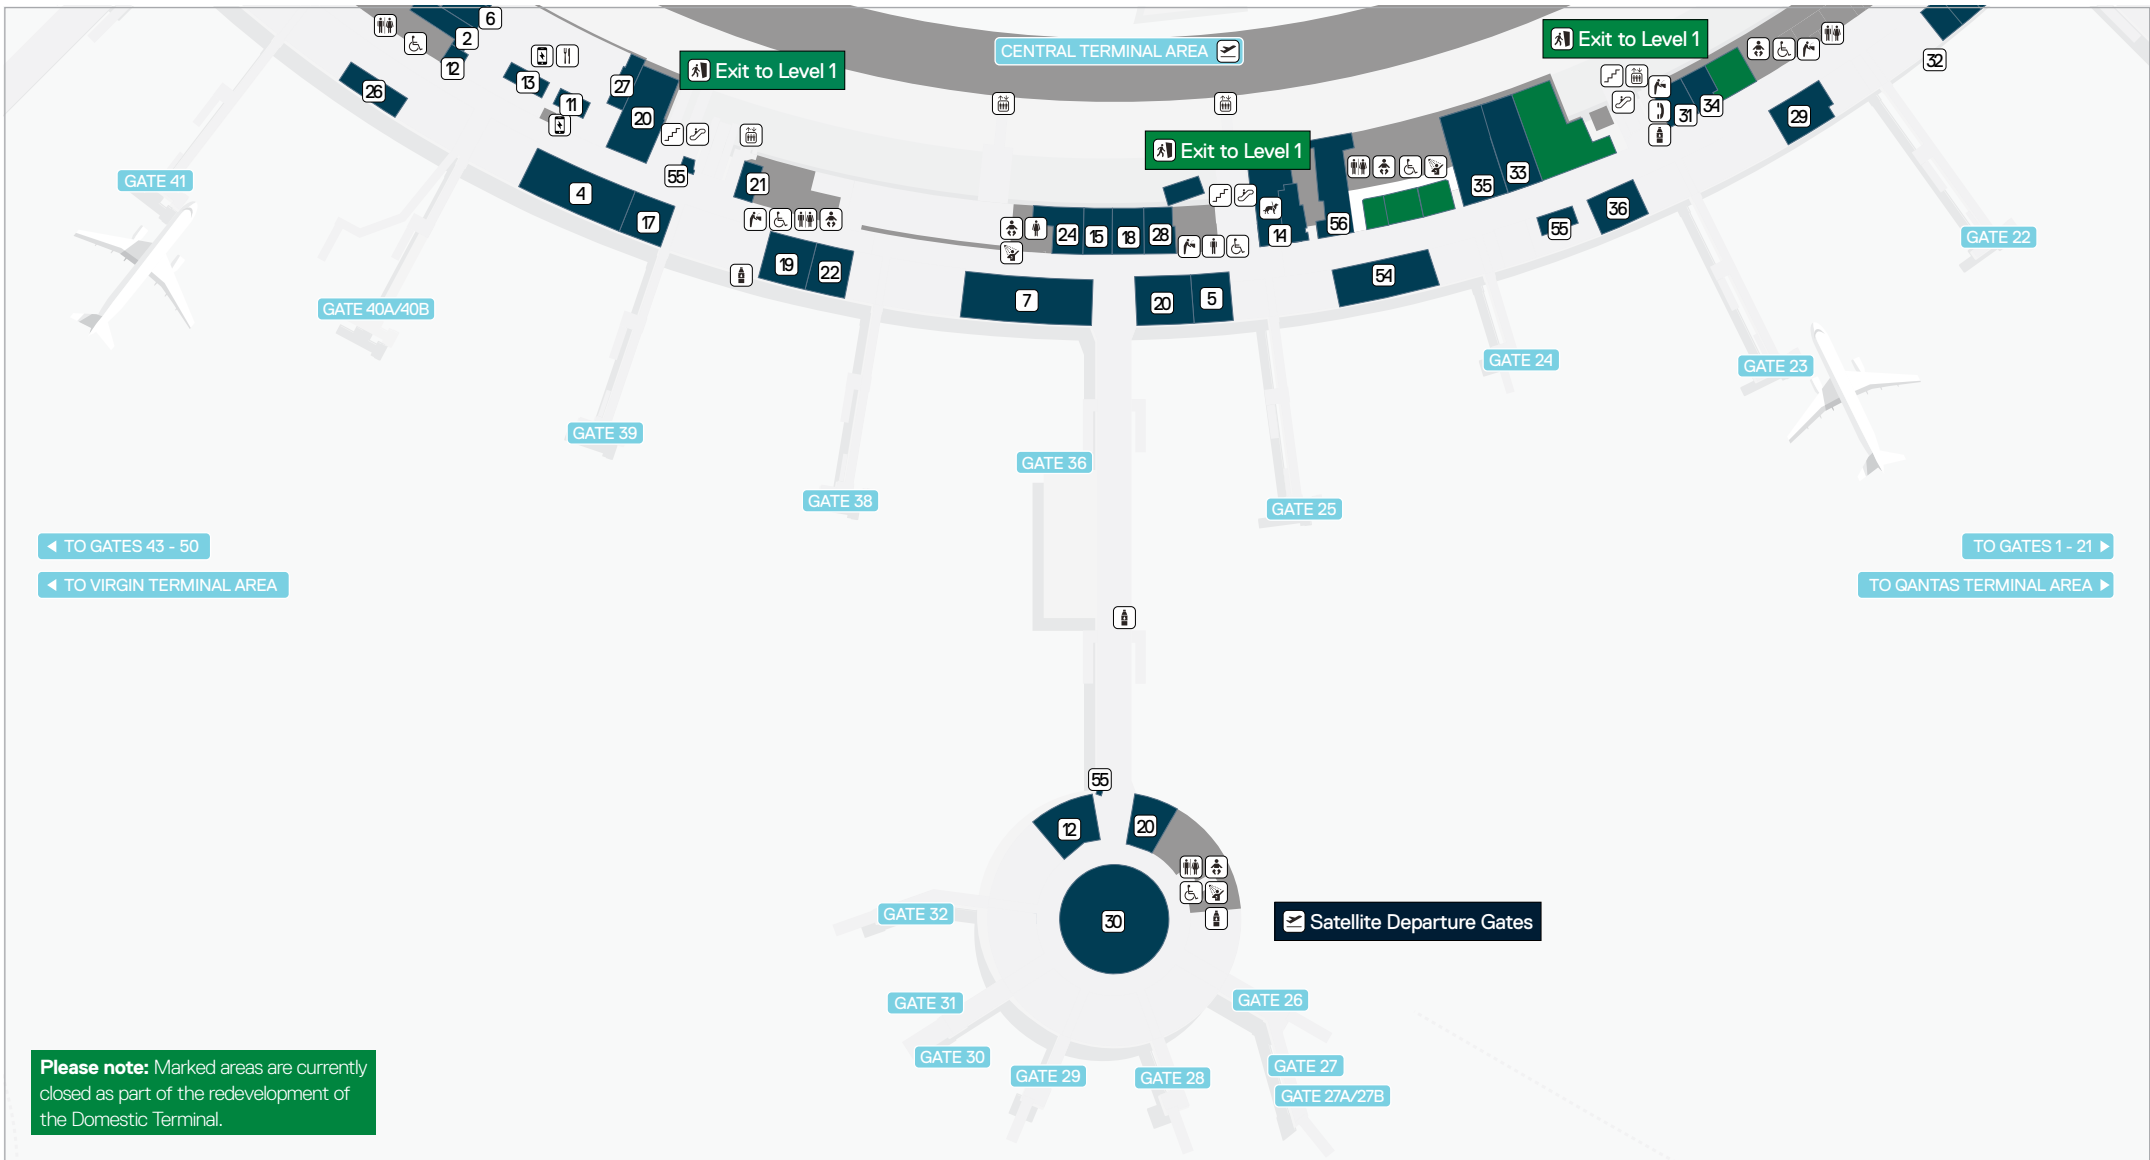 6
2
12
CENTRAL TERMINAL AREA
Exit to Level 1
Exit to Level 1
Exit to Level 1
32
26
13
11
27
20
31
34
29
GATE 41
55
4
17
21
24
15
18
28
14
56
35
33
55
36
GATE 22
19
22
7
20
5
54
GATE 40A/40B
GATE 24
GATE 23
GATE 39
GATE 36
GATE 38
GATE 25
TO GATES 43 - 50
TO VIRGIN TERMINAL AREA
TO GATES 1 - 21
TO QANTAS TERMINAL AREA
55
12
20
30
GATE 32
Satellite Departure Gates
GATE 31
GATE 26
GATE 30
GATE 29
GATE 28
GATE 27
GATE 27A/27B
Please note: Marked areas are currently
closed as part of the redevelopment of
the Domestic Terminal.